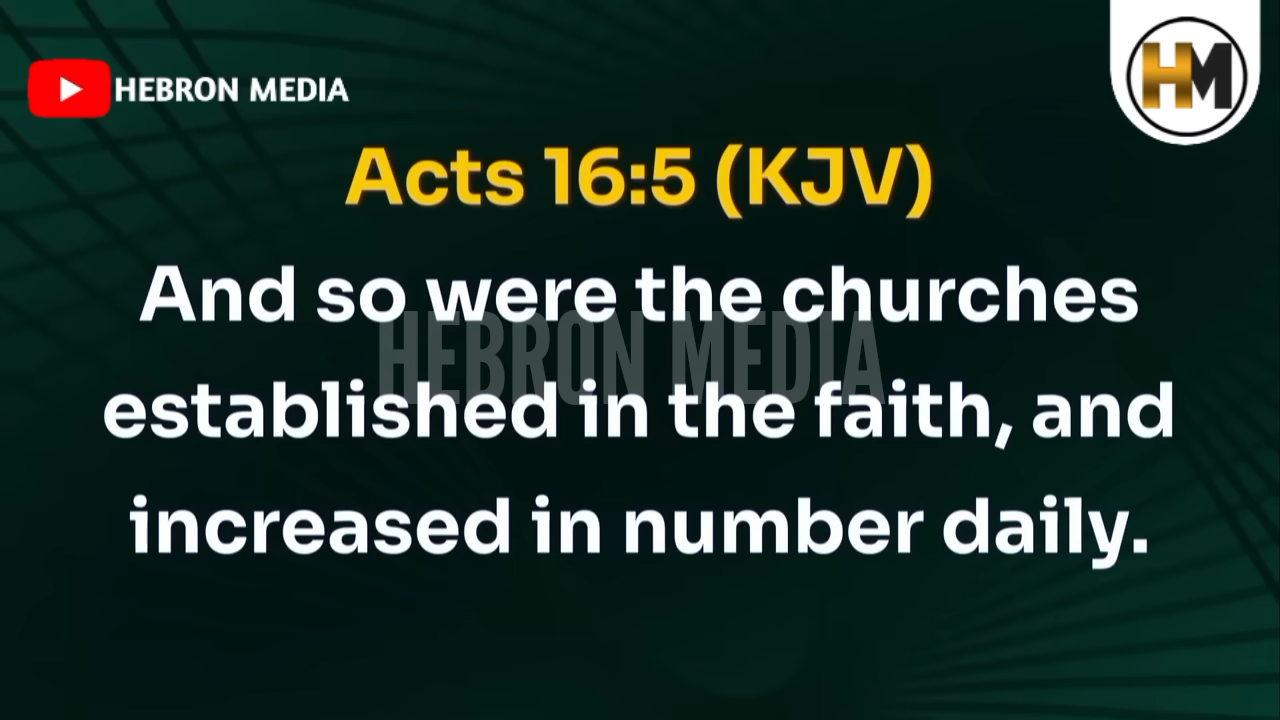 HEBRON MEDIA
HM
Acts 16:5 (KJV)
And so were the churches
HEBRON MEDIA
established in the faith, and
increased in number daily.